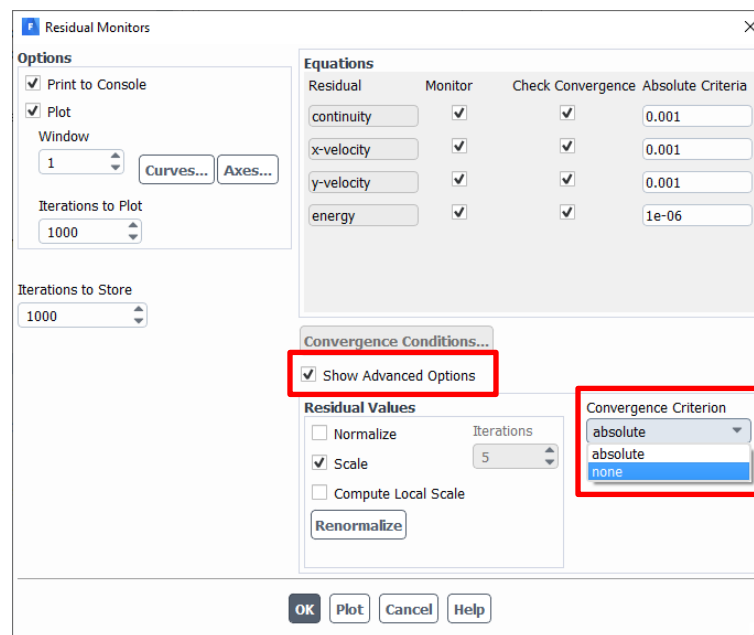 Residual Monitors
Options
Print to Console
Plot
Window
1
Curves...
Axes...
Iterations to Plot
1000
Iterations to Store
1000
Equations
Residual Monitor Check Convergence Absolute Criteria
continuity 0.001
x-velocity 0.001
y-velocity 0.001
energy 1e-06
Convergence Conditions...
Show Advanced Options
Residual Values
Normalize
Iterations
5
Scale
Compute Local Scale
Renormalize
Convergence Criterion
absolute
absolute
none
OK Plot Cancel Help